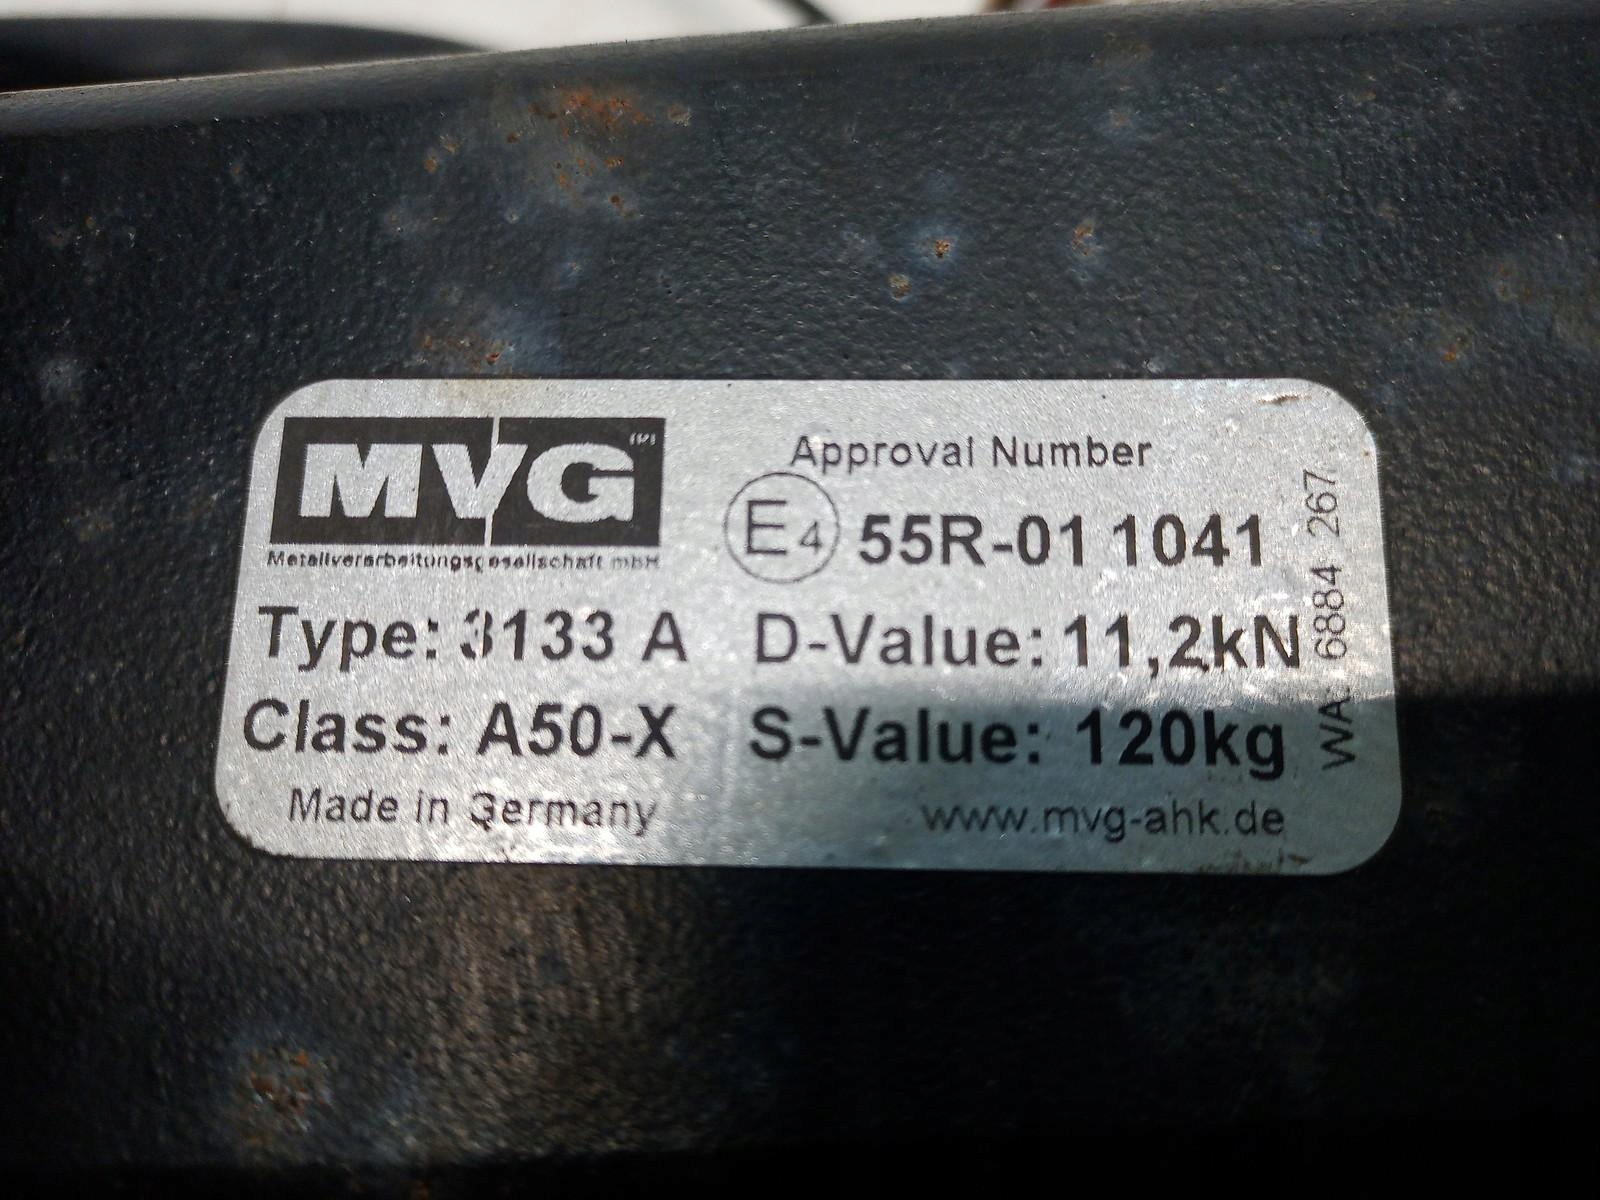 MVG
Metallverarbeitungsgesellschaft mbH
Approval Number
E4 55R-01 1041
Type: 3133 A
D-Value: 11,2kN
Class: A50-X
S-Value: 120kg
Made in Germany
www.mvg-ahk.de
WA: 6884 267